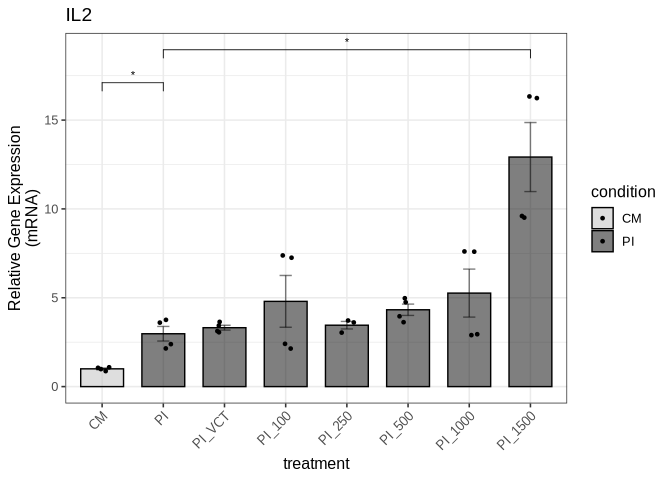 IL2
*
*
Relative Gene Expression
(mRNA)
15
10
5
0
CM
PI
PI_VCT
PI_100
PI_250
PI_500
PI_1000
PI_1500
treatment
condition
CM
PI